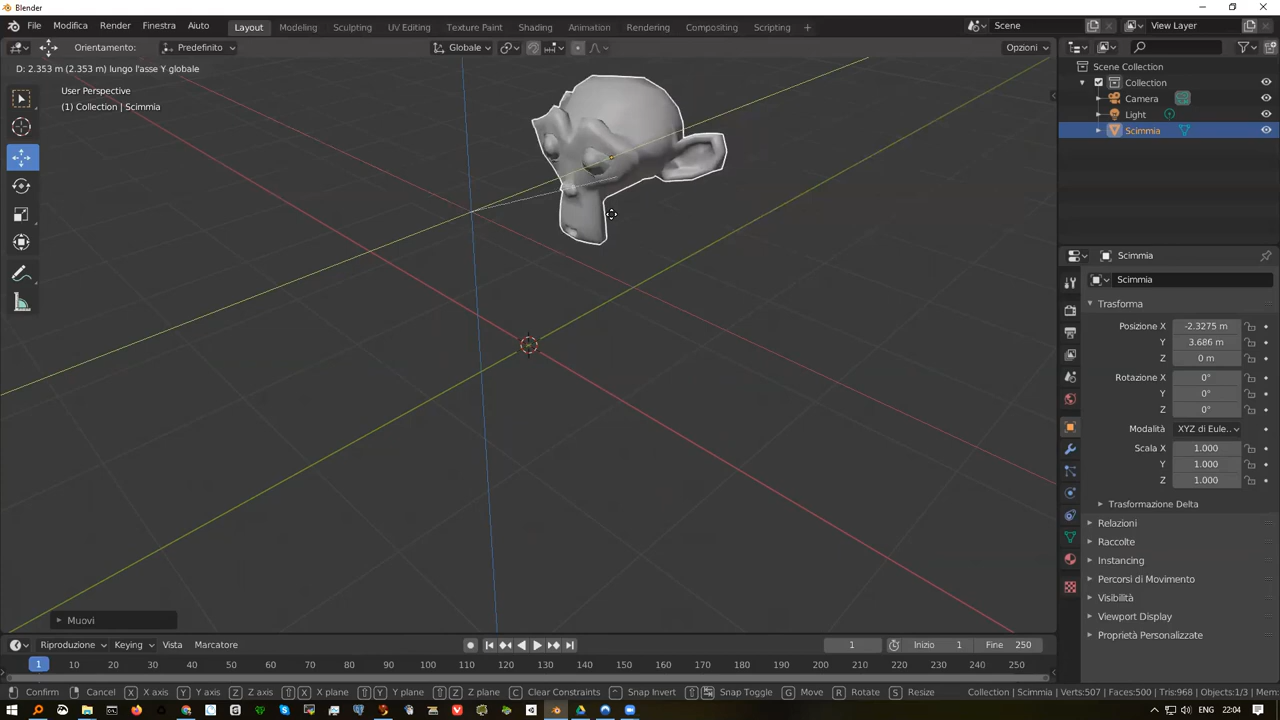 Blender
File Modifica Render Finestra Aiuto Layout Modeling Sculpting UV Editing Texture Paint Shading Animation Rendering Compositing Scripting + Scene View Layer
Orientamento: Predefinito Globale Opzioni
D: 2.353 m (2.353 m) lungo l'asse Y globale
User Perspective
(1) Collection | Scimmia
Scene Collection
Collection
Camera
Light
Scimmia
Scimmia
Scimmia
Trasforma
Posizione X -2.3275 m
Y 3.686 m
Z 0 m
Rotazione X 0°
Y 0°
Z 0°
Modalità XYZ di Eule..
Scala X 1.000
Y 1.000
Z 1.000
Trasformazione Delta
Relazioni
Raccolte
Instancing
Percorsi di Movimento
Visibilità
Viewport Display
Proprietà Personalizzate
Muovi
Riproduzione Keying Vista Marcatore 1 Inizio 1 Fine 250
1 10 20 30 40 50 60 70 80 90 100 110 120 130 140 150 160 170 180 190 200 210 220 230 240 250
Confirm Cancel X X axis Y Y axis Z Z axis X X plane Y Y plane Z Z plane C Clear Constraints Snap Invert Snap Toggle G Move R Rotate S Resize Collection | Scimmia | Verts:507 | Faces:500 | Tris:968 | Objects:1/3 | Mem
ENG 22:04